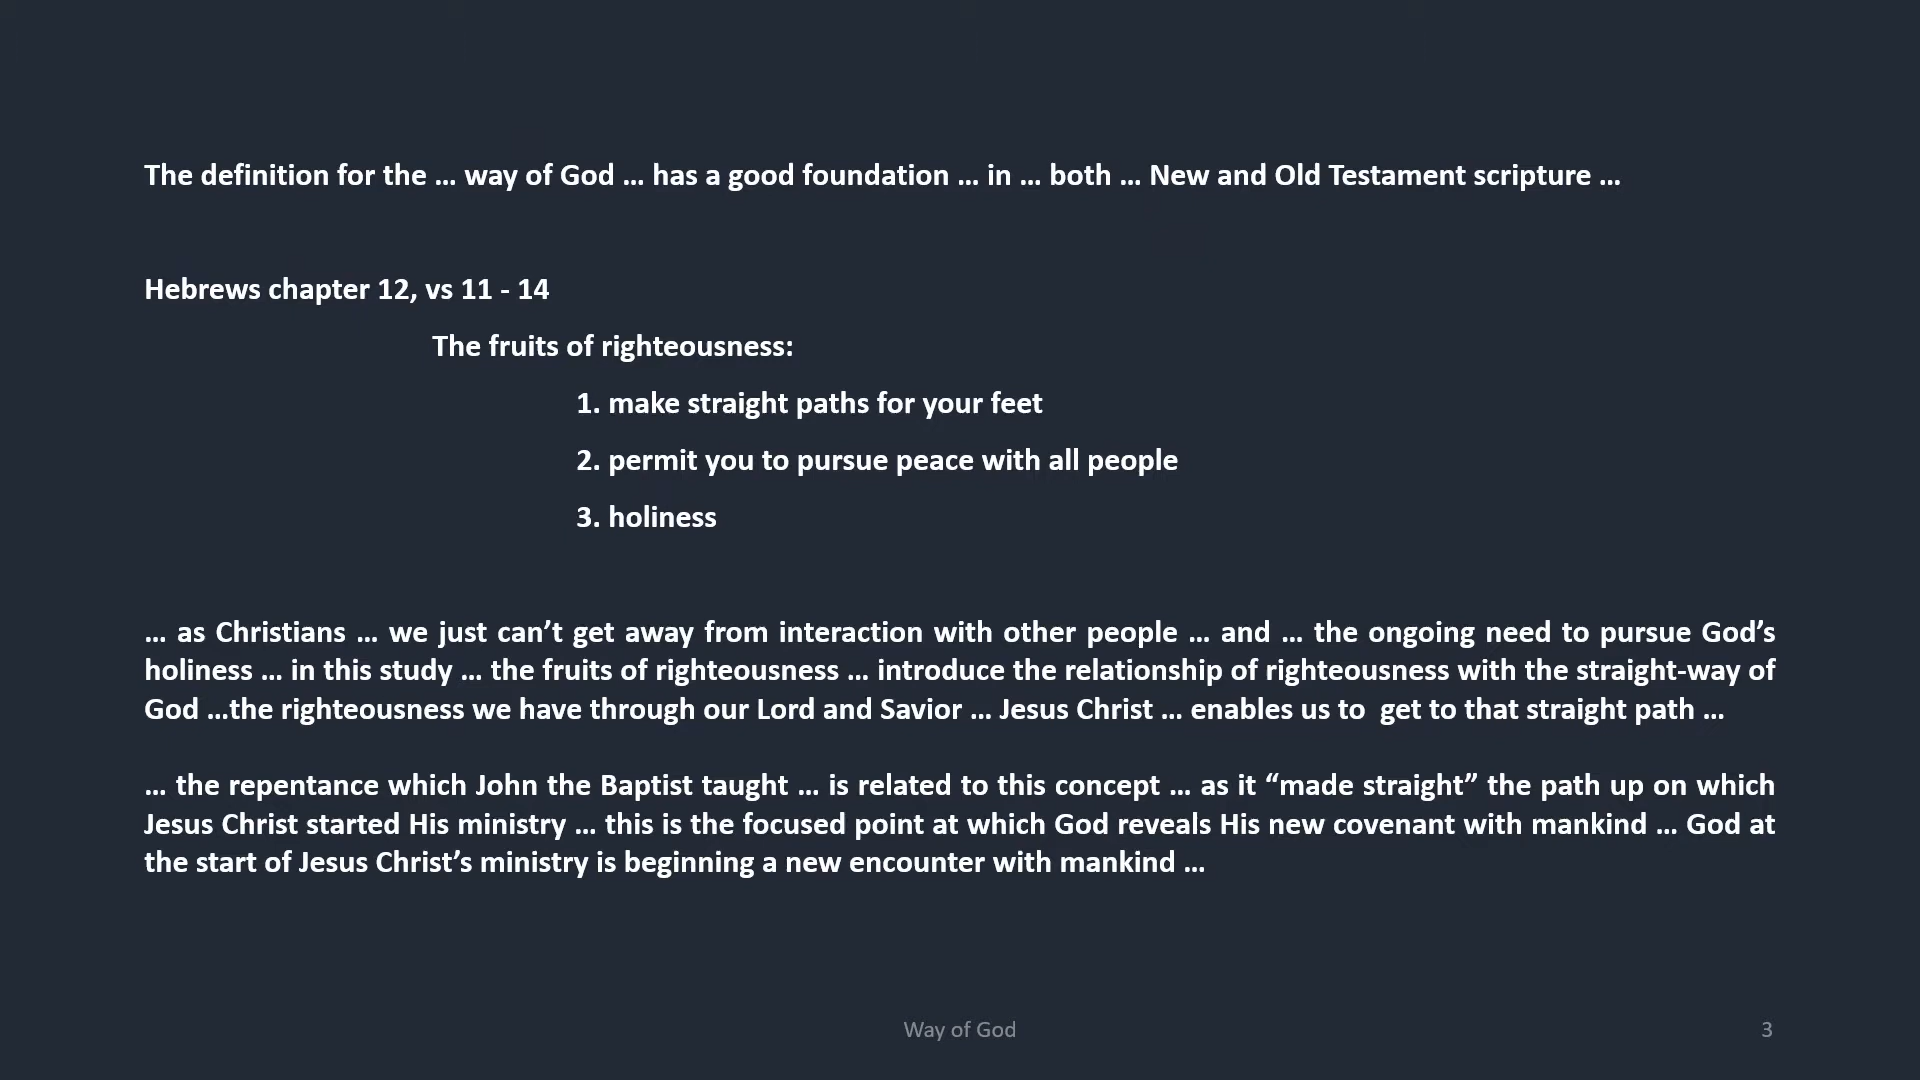 The definition for the … way of God … has a good foundation … in … both … New and Old Testament scripture …
Hebrews chapter 12, vs 11 - 14
The fruits of righteousness:
1. make straight paths for your feet
2. permit you to pursue peace with all people
3. holiness
… as Christians … we just can’t get away from interaction with other people … and … the ongoing need to pursue God’s
holiness … in this study … the fruits of righteousness … introduce the relationship of righteousness with the straight-way of
God …the righteousness we have through our Lord and Savior … Jesus Christ … enables us to  get to that straight path …
… the repentance which John the Baptist taught … is related to this concept … as it “made straight” the path up on which
Jesus Christ started His ministry … this is the focused point at which God reveals His new covenant with mankind … God at
the start of Jesus Christ’s ministry is beginning a new encounter with mankind …
Way of God
3